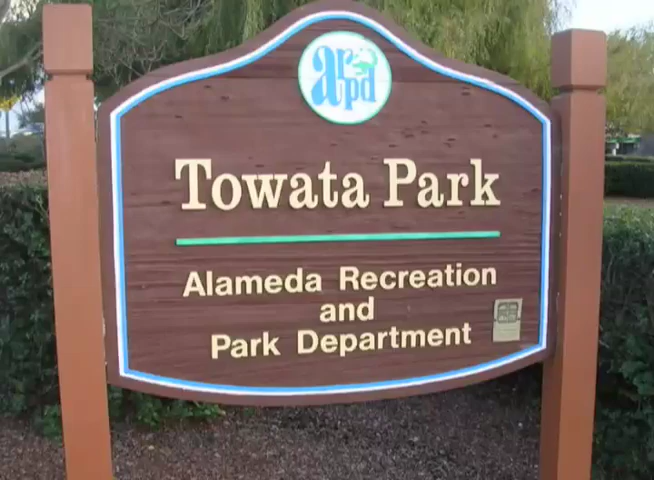 arpd
Towata Park
Alameda Recreation
and
Park Department